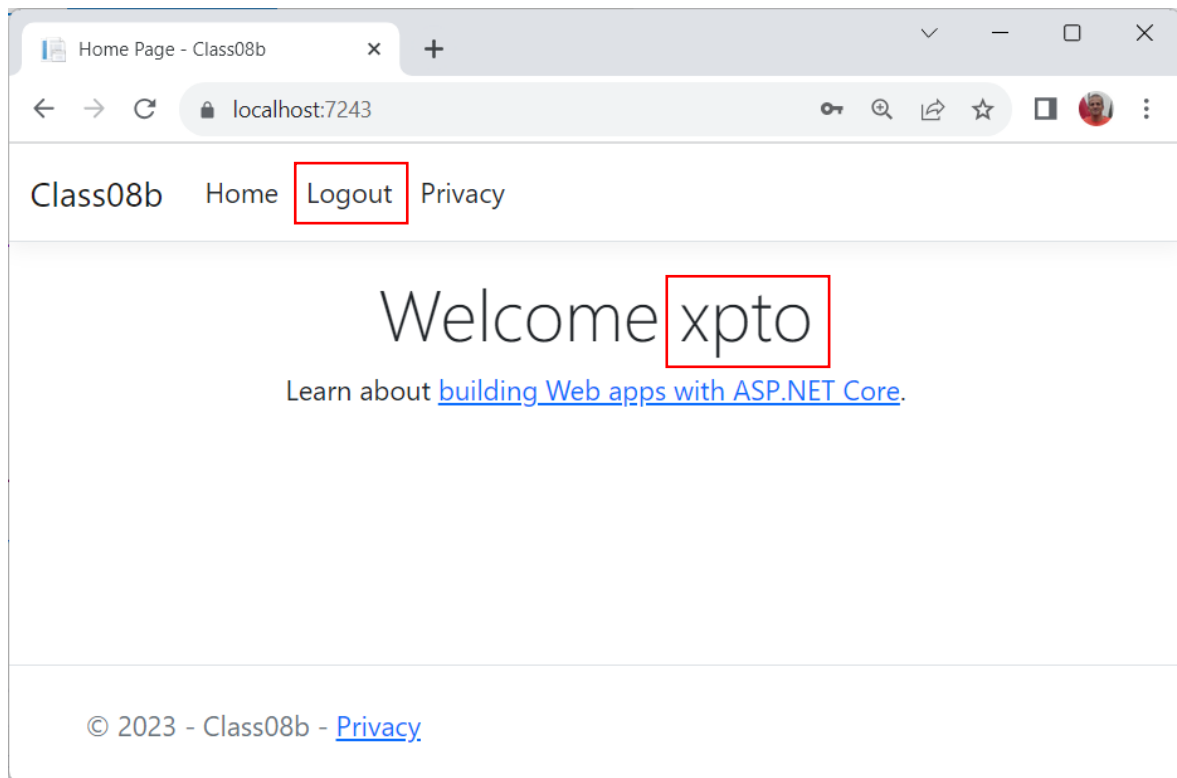 Home Page - Class08b
localhost:7243
Class08b Home Logout Privacy
Welcome xpto
Learn about building Web apps with ASP.NET Core.
© 2023 - Class08b - Privacy